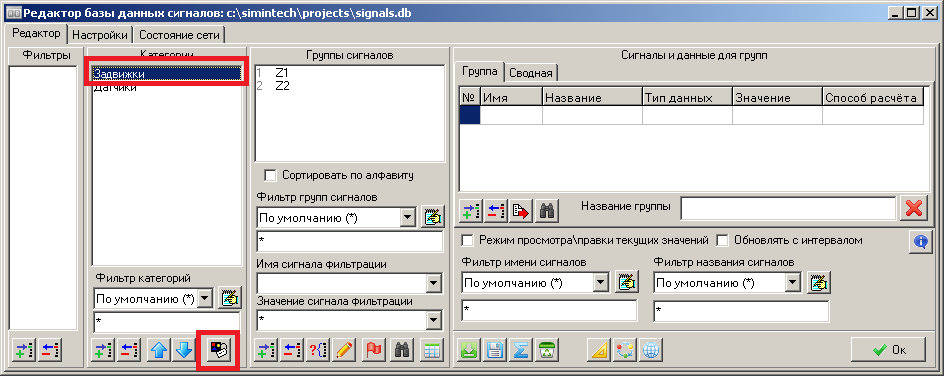 Редактор базы данных сигналов: c:\simintech\projects\signals.db
Редактор Настройки Состояние сети
Фильтры
Категории
Задвижки
Датчики
Фильтр категорий
По умолчанию (*)
*
Группы сигналов
1 Z1
2 Z2
Сортировать по алфавиту
Фильтр групп сигналов
По умолчанию (*)
*
Имя сигнала фильтрации
Значение сигнала фильтрации
*
Сигналы и данные для групп
Группа Сводная
№ Имя Название Тип данных Значение Способ расчёта
Название группы
Режим просмотра\правки текущих значений Обновлять с интервалом
Фильтр имени сигналов Фильтр названия сигналов
По умолчанию (*) По умолчанию (*)
* *
Ок